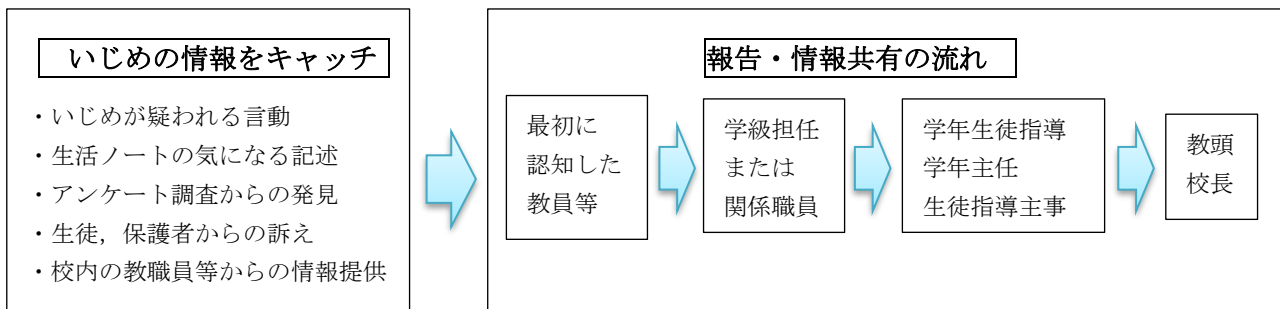 いじめの情報をキャッチ
・いじめが疑われる言動
・生活ノートの気になる記述
・アンケート調査からの発見
・生徒，保護者からの訴え
・校内の教職員等からの情報提供
報告・情報共有の流れ
最初に
認知した
教員等
学級担任
または
関係職員
学年生徒指導
学年主任
生徒指導主事
教頭
校長